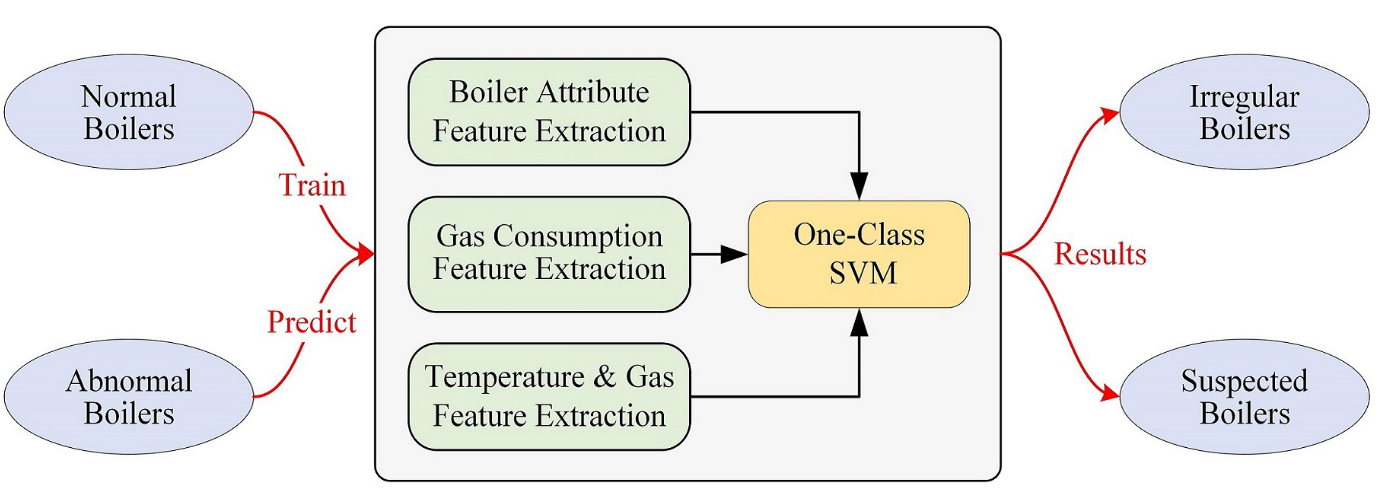 Normal
Boilers
Train
Predict
Abnormal
Boilers
Boiler Attribute
Feature Extraction
Gas Consumption
Feature Extraction
Temperature & Gas
Feature Extraction
One-Class
SVM
Results
Irregular
Boilers
Suspected
Boilers